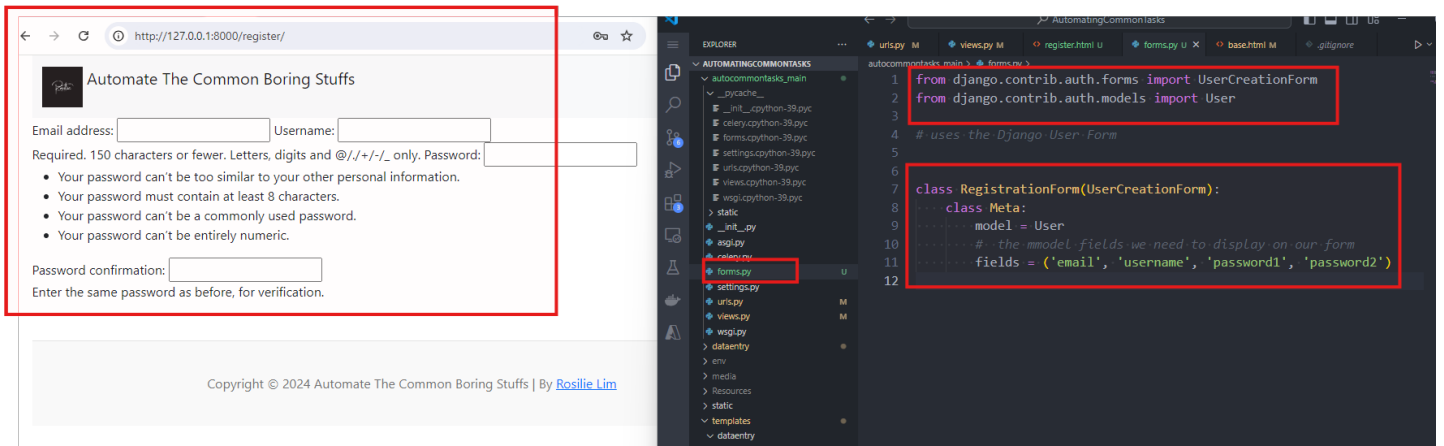 http://127.0.0.1:8000/register/
Automate The Common Boring Stuffs
Email address: Username:
Required. 150 characters or fewer. Letters, digits and @/./+/-/_ only. Password:
• Your password can't be too similar to your other personal information.
• Your password must contain at least 8 characters.
• Your password can't be a commonly used password.
• Your password can't be entirely numeric.
Password confirmation:
Enter the same password as before, for verification.
Copyright © 2024 Automate The Common Boring Stuffs | By Rosilie Lim
AutomatingCommonTasks
EXPLORER
AUTOMATINGCOMMONTASKS
autocommontasks_main
__pycache__
__init__.cpython-39.pyc
celery.cpython-39.pyc
forms.cpython-39.pyc
settings.cpython-39.pyc
urls.cpython-39.pyc
views.cpython-39.pyc
wsgi.cpython-39.pyc
static
__init__.py
asgi.py
celery.py
forms.py U
settings.py
urls.py M
views.py M
wsgi.py
dataentry
env
media
Resources
static
templates
dataentry
urls.py M views.py M register.html U forms.py U base.html M .gitignore
autocommontasks_main > forms.py >
1 from django.contrib.auth.forms import UserCreationForm
2 from django.contrib.auth.models import User
3
4 # uses the Django User Form
5
6
7 class RegistrationForm(UserCreationForm):
8 class Meta:
9 model = User
10 # the mmodel fields we need to display on our form
11 fields = ('email', 'username', 'password1', 'password2')
12